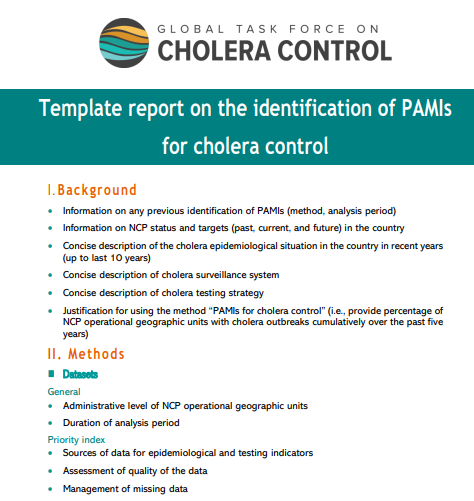 GLOBAL TASK FORCE ON
CHOLERA CONTROL
Template report on the identification of PAMIs
for cholera control
I.Background
• Information on any previous identification of PAMIs (method, analysis period)
• Information on NCP status and targets (past, current, and future) in the country
• Concise description of the cholera epidemiological situation in the country in recent years
(up to last 10 years)
• Concise description of cholera surveillance system
• Concise description of cholera testing strategy
• Justification for using the method “PAMIs for cholera control” (i.e., provide percentage of
NCP operational geographic units with cholera outbreaks cumulatively over the past five
years)
II. Methods
■ Datasets
General
• Administrative level of NCP operational geographic units
• Duration of analysis period
Priority index
• Sources of data for epidemiological and testing indicators
• Assessment of quality of the data
• Management of missing data